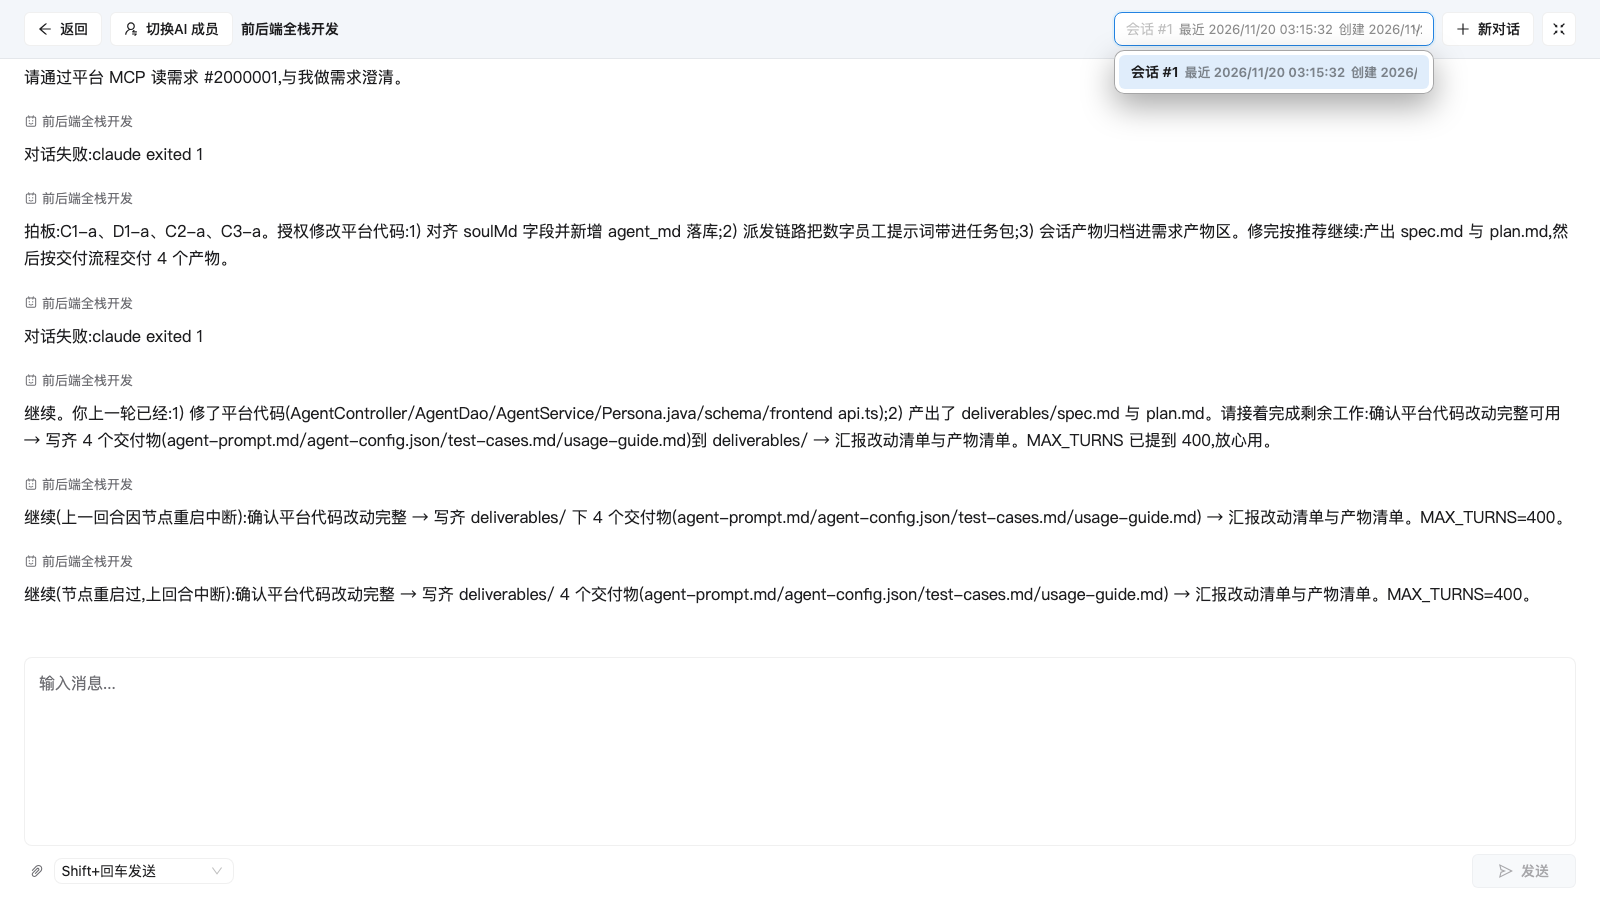 返回
切换AI 成员
前后端全栈开发
会话 #1 最近 2026/11/20 03:15:32 创建 2026/11/
新对话
会话 #1 最近 2026/11/20 03:15:32 创建 2026/
请通过平台 MCP 读需求 #2000001,与我做需求澄清。
前后端全栈开发
对话失败:claude exited 1
前后端全栈开发
拍板:C1-a、D1-a、C2-a、C3-a。授权修改平台代码:1) 对齐 soulMd 字段并新增 agent_md 落库;2) 派发链路把数字员工提示词带进任务包;3) 会话产物归档进需求产物区。修完按推荐继续:产出 spec.md 与 plan.md,然
后按交付流程交付 4 个产物。
前后端全栈开发
对话失败:claude exited 1
前后端全栈开发
继续。你上一轮已经:1) 修了平台代码(AgentController/AgentDao/AgentService/Persona.java/schema/frontend api.ts);2) 产出了 deliverables/spec.md 与 plan.md。请接着完成剩余工作:确认平台代码改动完整可用
→ 写齐 4 个交付物(agent-prompt.md/agent-config.json/test-cases.md/usage-guide.md)到 deliverables/ → 汇报改动清单与产物清单。MAX_TURNS 已提到 400,放心用。
前后端全栈开发
继续(上一回合因节点重启中断):确认平台代码改动完整 → 写齐 deliverables/ 下 4 个交付物(agent-prompt.md/agent-config.json/test-cases.md/usage-guide.md) → 汇报改动清单与产物清单。MAX_TURNS=400。
前后端全栈开发
继续(节点重启过,上回合中断):确认平台代码改动完整 → 写齐 deliverables/ 4 个交付物(agent-prompt.md/agent-config.json/test-cases.md/usage-guide.md) → 汇报改动清单与产物清单。MAX_TURNS=400。
输入消息...
Shift+回车发送
发送